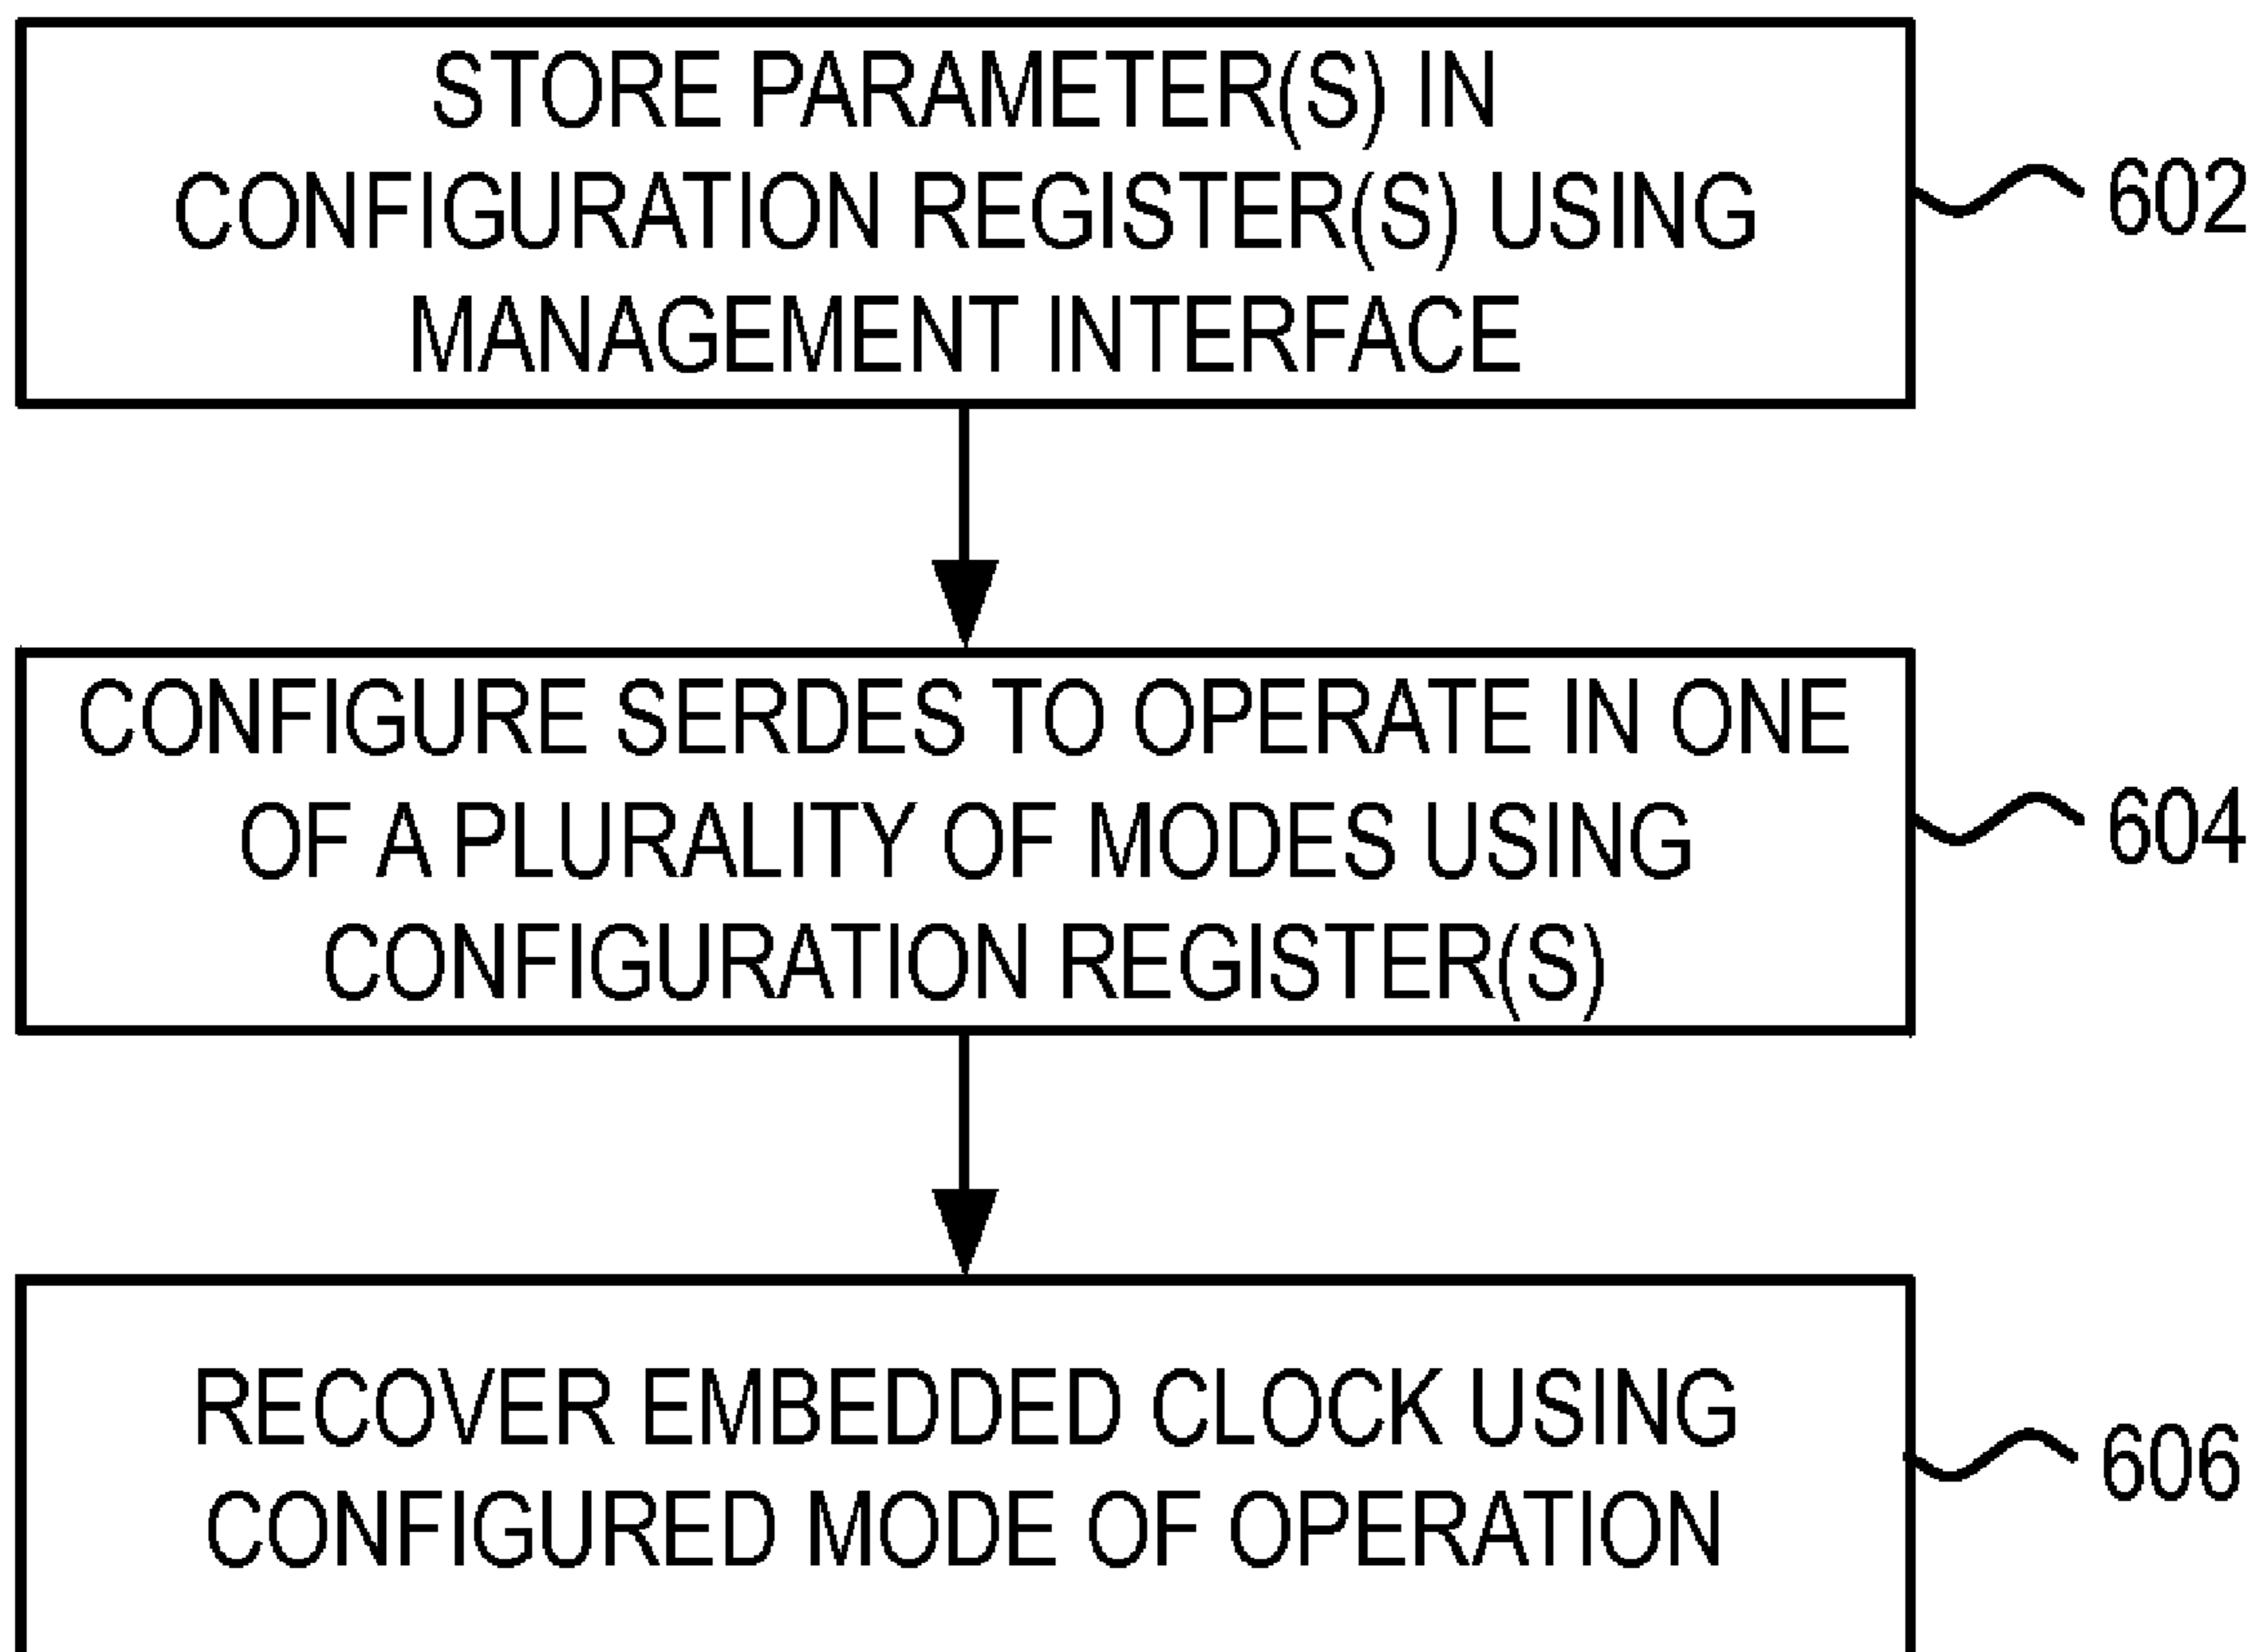 STORE PARAMETER(S) IN
CONFIGURATION REGISTER(S) USING
MANAGEMENT INTERFACE
602
CONFIGURE SERDES TO OPERATE IN ONE
OF A PLURALITY OF MODES USING
CONFIGURATION REGISTER(S)
604
RECOVER EMBEDDED CLOCK USING
CONFIGURED MODE OF OPERATION
606